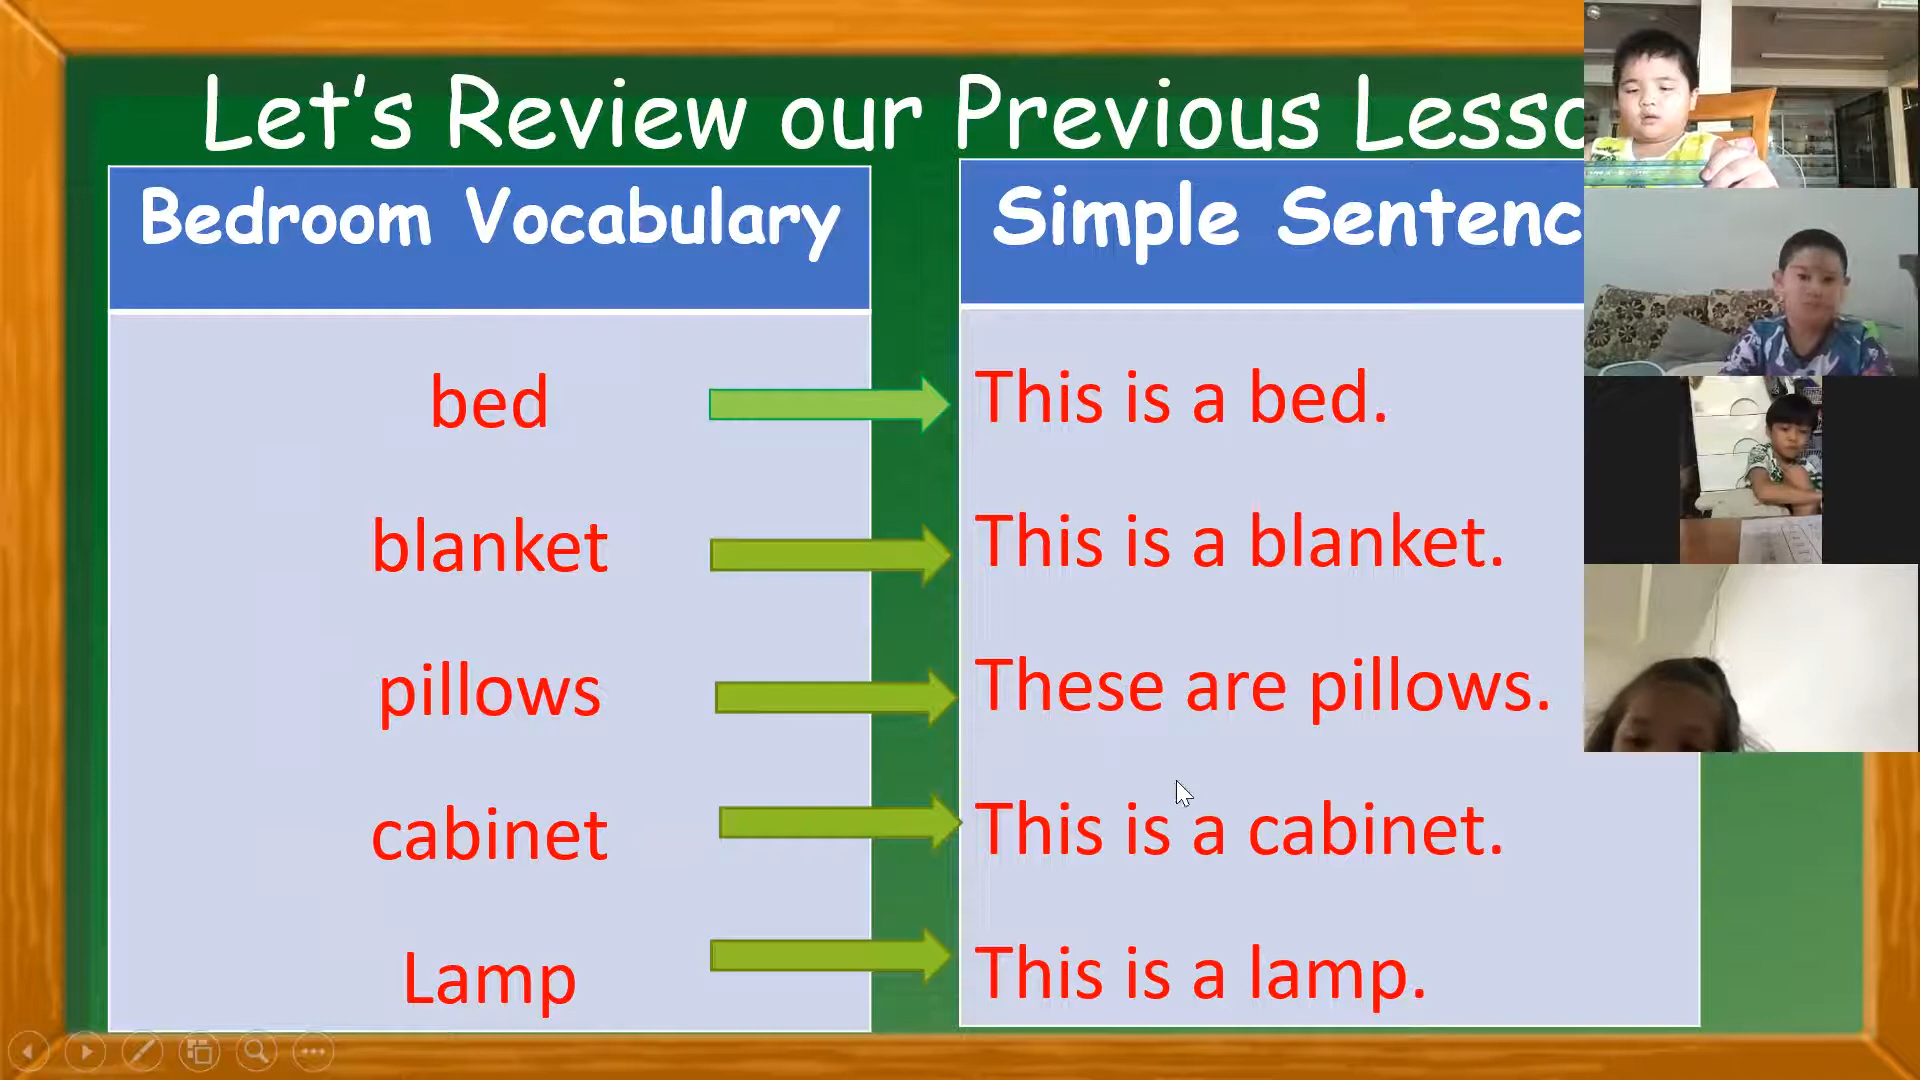 Let's Review our Previous Lesso
Bedroom Vocabulary
bed
blanket
pillows
cabinet
Lamp
Simple Sentenc
This is a bed.
This is a blanket.
These are pillows.
This is a cabinet.
This is a lamp.